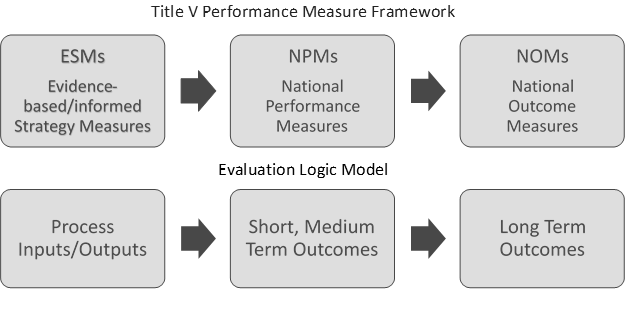 Title V Performance Measure Framework
ESMs
Evidence-
based/informed
Strategy Measures
NPMs
National
Performance
Measures
NOMs
National
Outcome
Measures
Evaluation Logic Model
Process
Inputs/Outputs
Short, Medium
Term Outcomes
Long Term
Outcomes